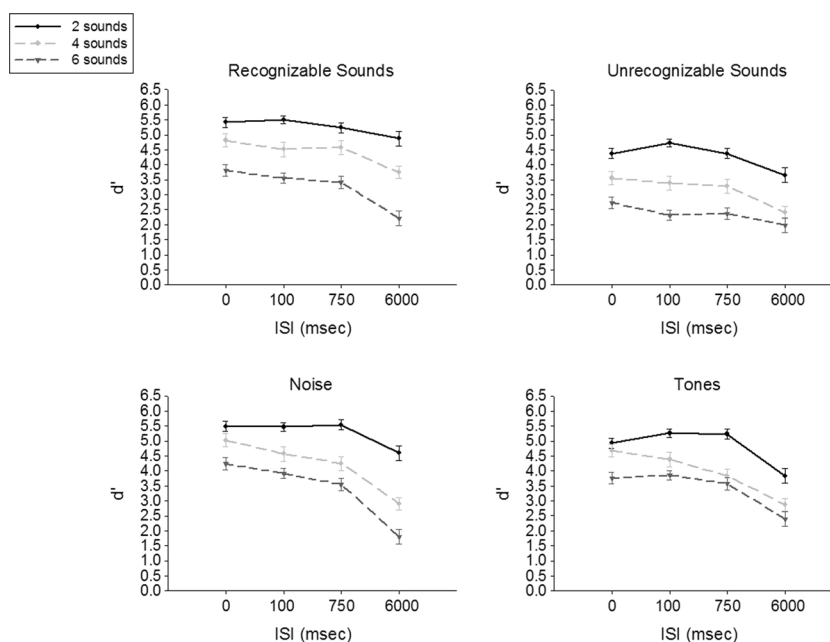 2 sounds
4 sounds
6 sounds
Recognizable Sounds
6.5
6.0
5.5
5.0
4.5
4.0
3.5
3.0
2.5
2.0
1.5
1.0
0.5
0.0
d'
0 100 750 6000
ISI (msec)
Unrecognizable Sounds
6.5
6.0
5.5
5.0
4.5
4.0
3.5
3.0
2.5
2.0
1.5
1.0
0.5
0.0
d'
0 100 750 6000
ISI (msec)
Noise
6.5
6.0
5.5
5.0
4.5
4.0
3.5
3.0
2.5
2.0
1.5
1.0
0.5
0.0
d'
0 100 750 6000
ISI (msec)
Tones
6.5
6.0
5.5
5.0
4.5
4.0
3.5
3.0
2.5
2.0
1.5
1.0
0.5
0.0
d'
0 100 750 6000
ISI (msec)